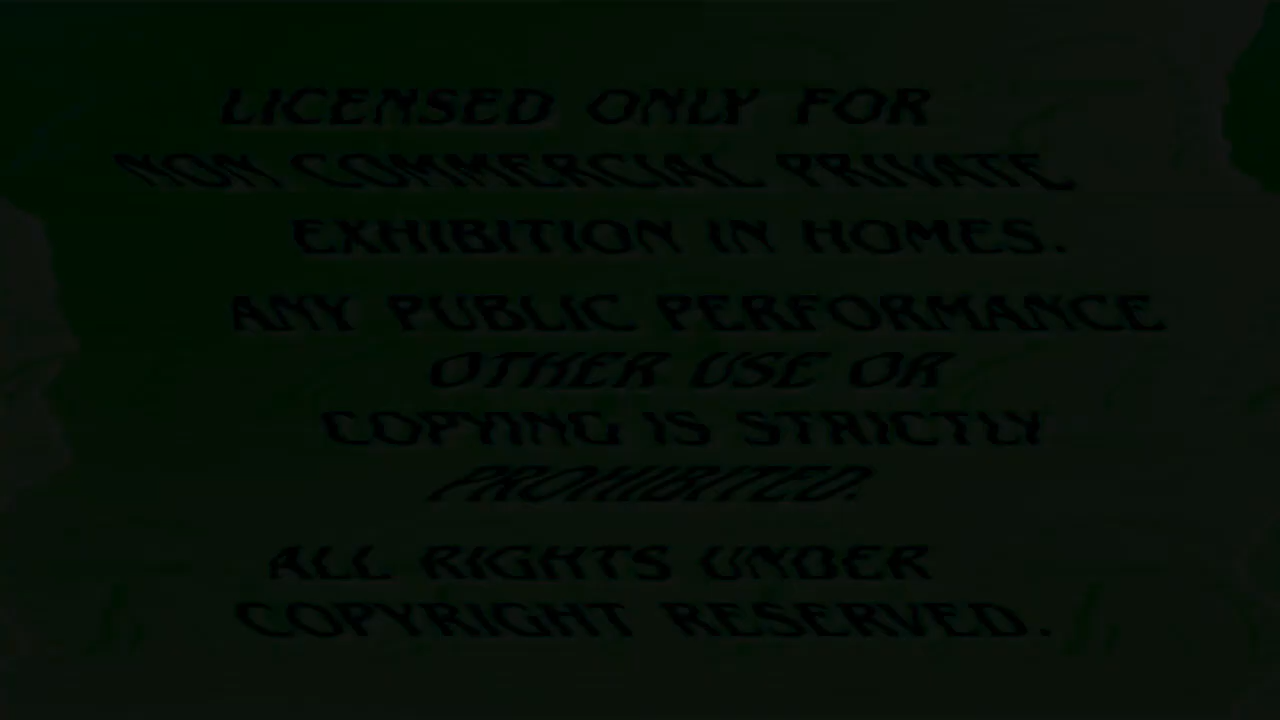 LICENSED ONLY FOR
NON COMMERCIAL PRIVATE
EXHIBITION IN HOMES.
ANY PUBLIC PERFORMANCE
OTHER USE OR
COPYING IS STRICTLY
PROHIBITED.
ALL RIGHTS UNDER
COPYRIGHT RESERVED.